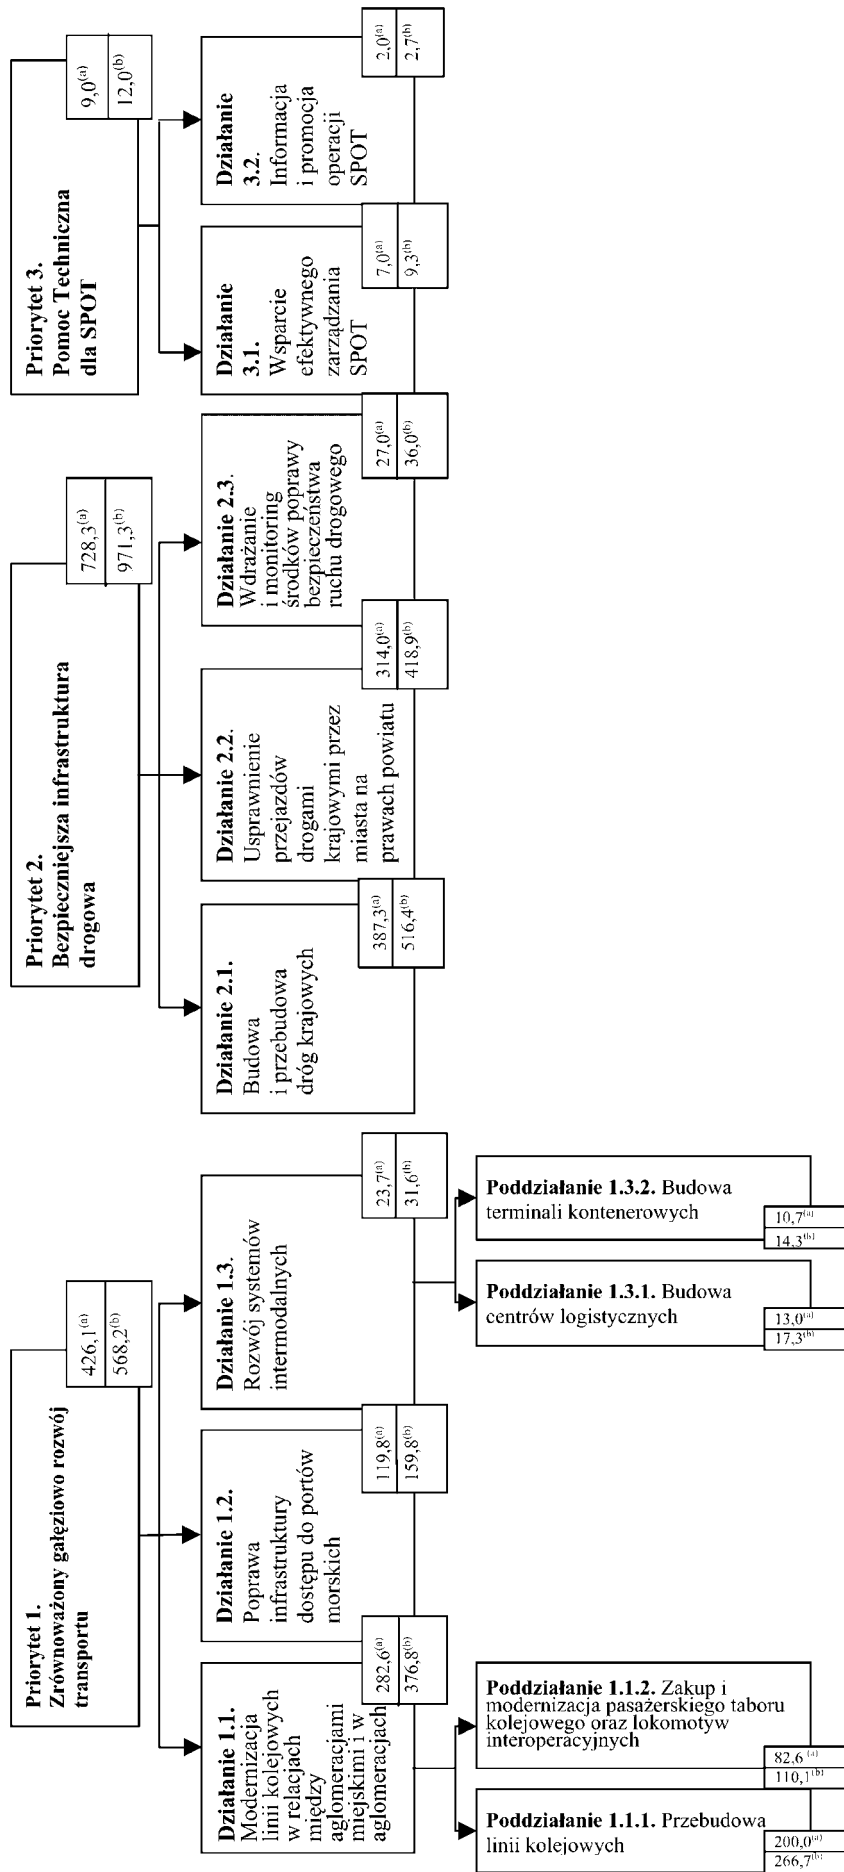 Priorytet 1.
Zrównoważony gałęziowo rozwój
transportu
426,1(a)
568,2(b)
Działanie 1.1.
Modernizacja
linii kolejowych
w relacjach
między
aglomeracjami
miejskimi i w
aglomeracjach
282,6(a)
376,8(b)
Poddziałanie 1.1.1. Przebudowa
linii kolejowych
200,0(a)
266,7(b)
Poddziałanie 1.1.2. Zakup i
modernizacja pasażerskiego taboru
kolejowego oraz lokomotyw
interoperacyjnych
82,6 (a)
110,1(b)
Działanie 1.2.
Poprawa
infrastruktury
dostępu do portów
morskich
119,8(a)
159,8(b)
Działanie 1.3.
Rozwój systemów
intermodalnych
23,7(a)
31,6(b)
Poddziałanie 1.3.1. Budowa
centrów logistycznych
13,0(a)
17,3(b)
Poddziałanie 1.3.2. Budowa
terminali kontenerowych
10,7(a)
14,3(b)
Priorytet 2.
Bezpieczniejsza infrastruktura
drogowa
728,3(a)
971,3(b)
Działanie 2.1.
Budowa
i przebudowa
dróg krajowych
387,3(a)
516,4(b)
Działanie 2.2.
Usprawnienie
przejazdów
drogami
krajowymi przez
miasta na
prawach powiatu
314,0(a)
418,9(b)
Działanie 2.3.
Wdrażanie
i monitoring
środków poprawy
bezpieczeństwa
ruchu drogowego
27,0(a)
36,0(b)
Priorytet 3.
Pomoc Techniczna
dla SPOT
9,0(a)
12,0(b)
Działanie
3.1.
Wsparcie
efektywnego
zarządzania
SPOT
7,0(a)
9,3(b)
Działanie
3.2.
Informacja
i promocja
operacji
SPOT
2,0(a)
2,7(b)